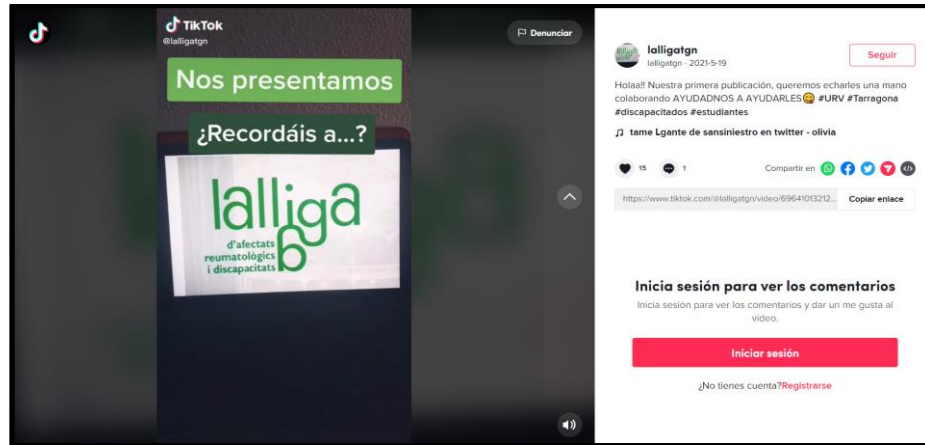 TikTok
@lalligatgn
Denunciar
Nos presentamos
¿Recordáis a...?
lalliga
d'afectats
reumatològics
i discapacitats
lalligatgn
lalligatgn · 2021-5-19
Seguir
Holaa!! Nuestra primera publicación, queremos echarles una mano
colaborando AYUDADNOS A AYUDARLES😋 #URV #Tarragona
#discapacitados #estudiantes
♫ tame Lgante de sansiniestro en twitter - olivia
15
1
Compartir en
https://www.tiktok.com/@lalligatgn/video/69641013212...
Copiar enlace
Inicia sesión para ver los comentarios
Inicia sesión para ver los comentarios y dar un me gusta al
vídeo.
Iniciar sesión
¿No tienes cuenta?Registrarse